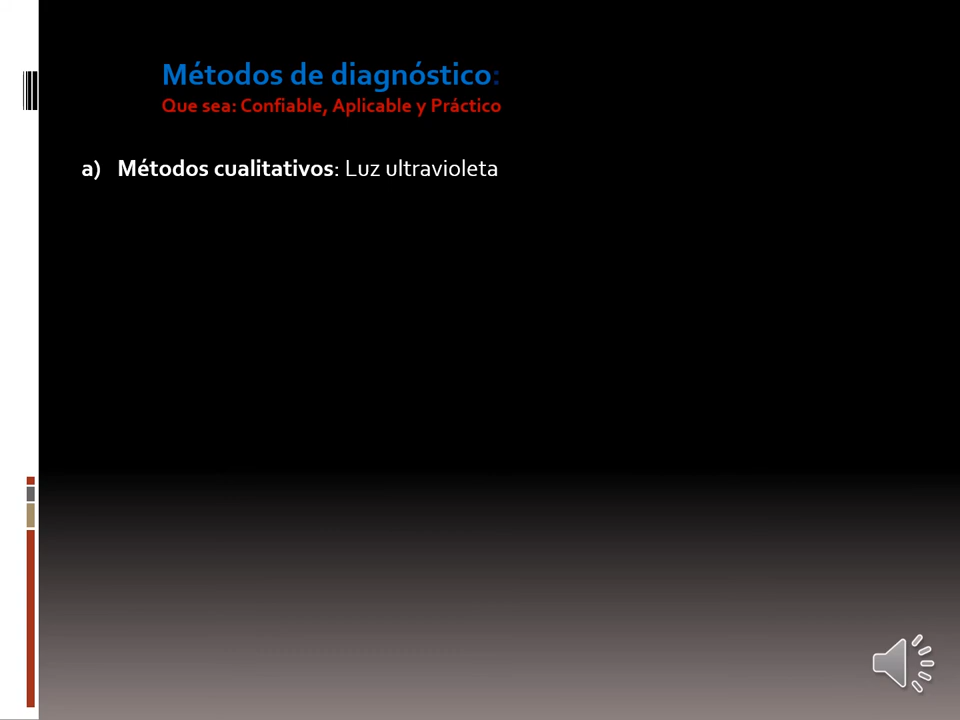 Métodos de diagnóstico:
Que sea: Confiable, Aplicable y Práctico
a) Métodos cualitativos: Luz ultravioleta